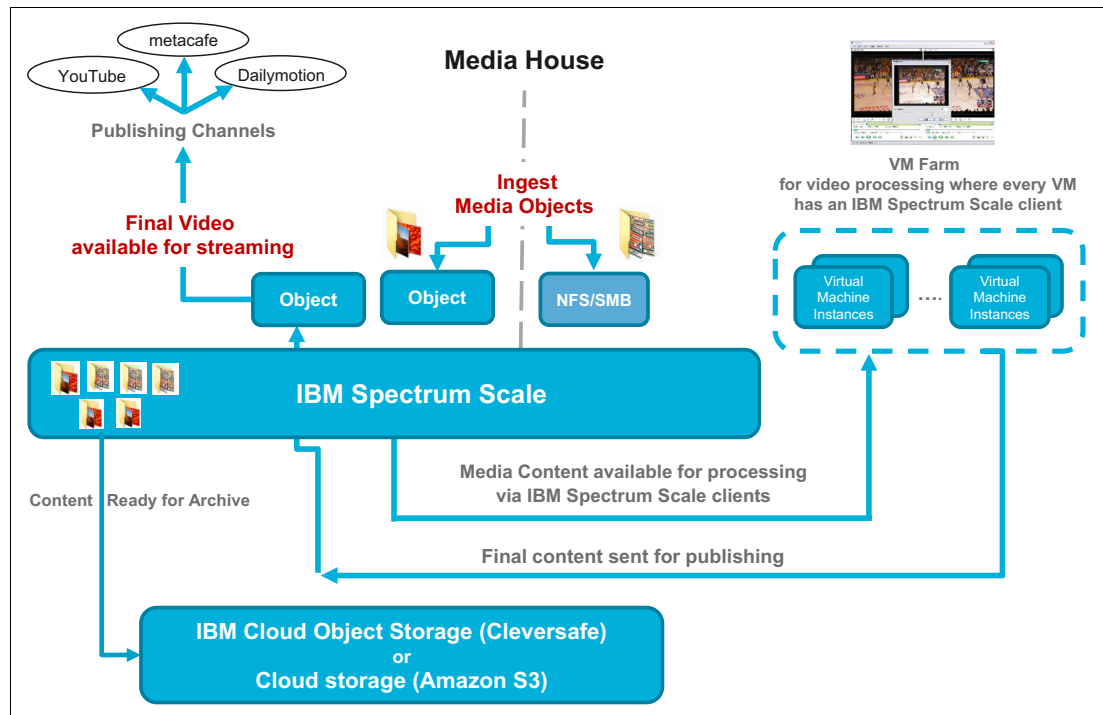 metacafe
YouTube
Dailymotion
Publishing Channels
Media House
Final Video
available for streaming
Ingest
Media Objects
VM Farm
for video processing where every VM
has an IBM Spectrum Scale client
Object
Object
NFS/SMB
Virtual
Machine
Instances
....
Virtual
Machine
Instances
IBM Spectrum Scale
Media Content available for processing
via IBM Spectrum Scale clients
Content Ready for Archive
Final content sent for publishing
IBM Cloud Object Storage (Cleversafe)
or
Cloud storage (Amazon S3)